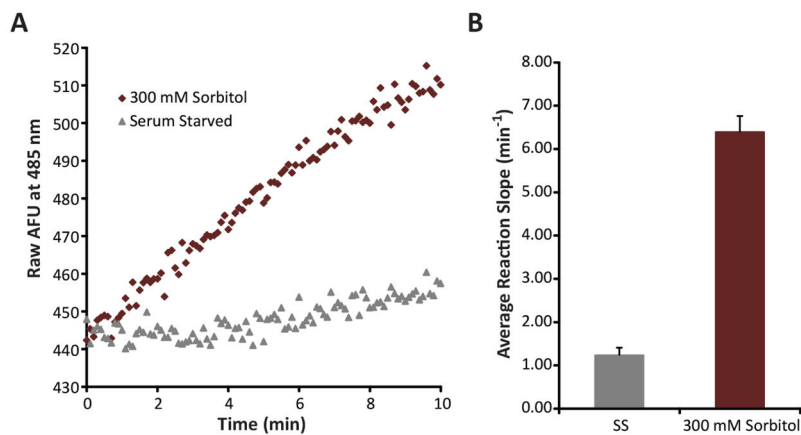 A
Raw AFU at 485 nm
520
510
500
490
480
470
460
450
440
430
300 mM Sorbitol
Serum Starved
0 2 4 6 8 10
Time (min)
B
Average Reaction Slope (min⁻¹)
8.00
7.00
6.00
5.00
4.00
3.00
2.00
1.00
0.00
SS 300 mM Sorbitol